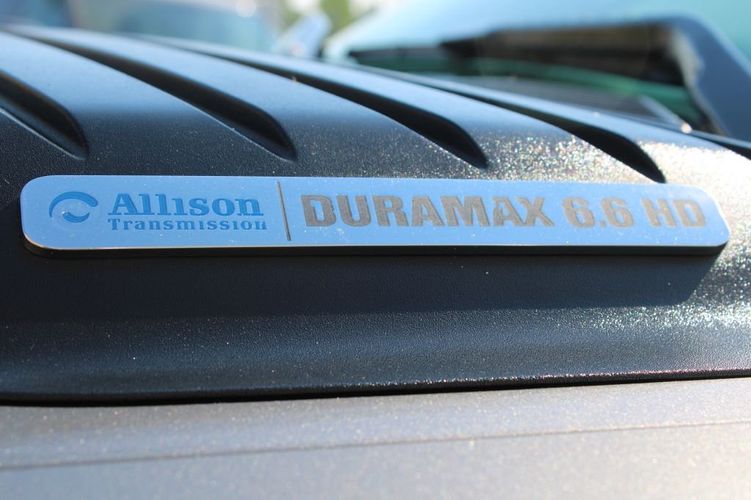 Allison DURAMAX 6.6 HD
Transmission